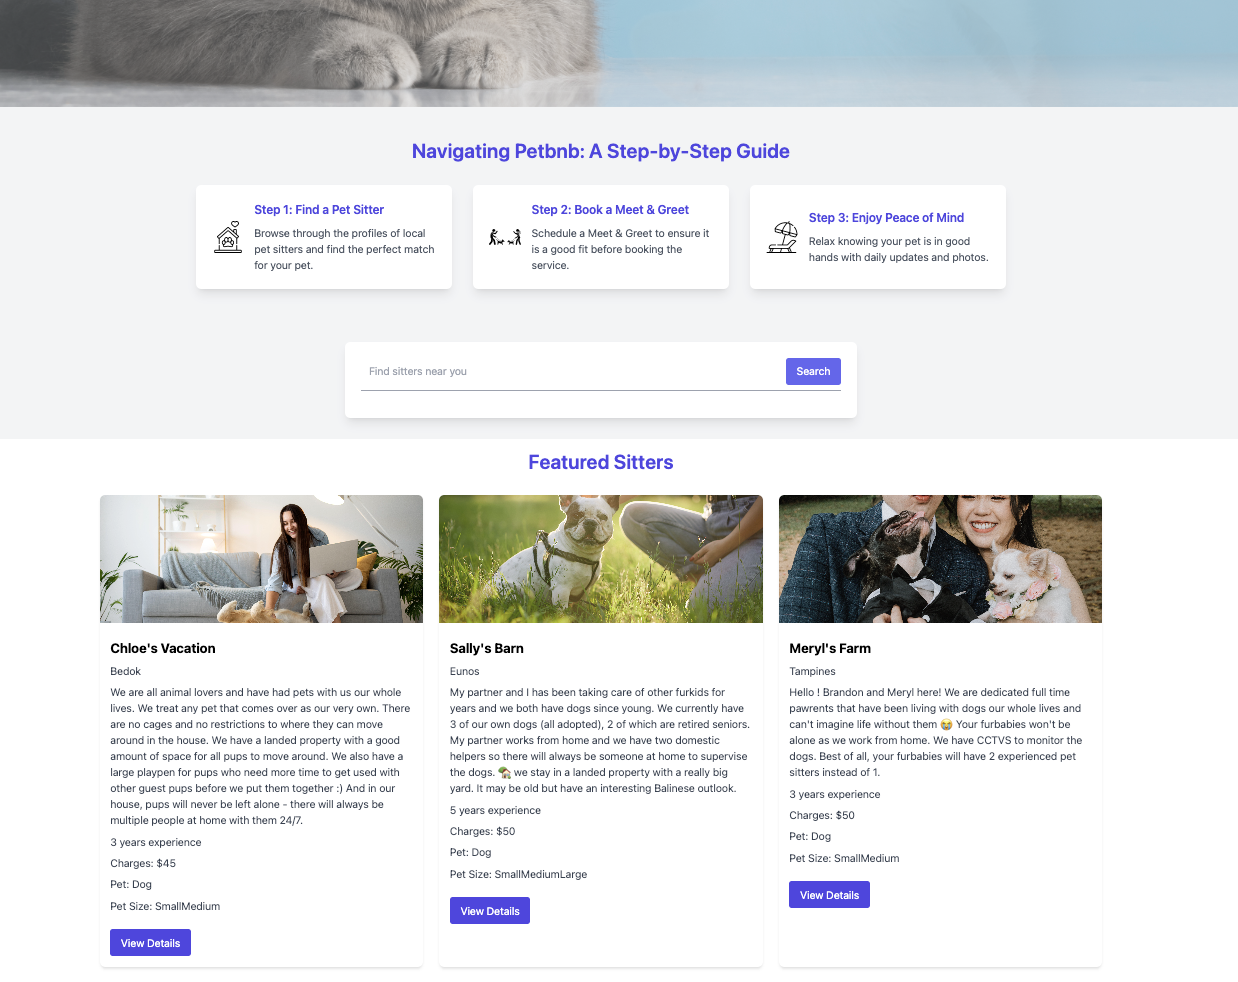 Navigating Petbnb: A Step-by-Step Guide
Step 1: Find a Pet Sitter
Browse through the profiles of local
pet sitters and find the perfect match
for your pet.
Step 2: Book a Meet & Greet
Schedule a Meet & Greet to ensure it
is a good fit before booking the
service.
Step 3: Enjoy Peace of Mind
Relax knowing your pet is in good
hands with daily updates and photos.
Find sitters near you
Search
Featured Sitters
Chloe's Vacation
Bedok
We are all animal lovers and have had pets with us our whole
lives. We treat any pet that comes over as our very own. There
are no cages and no restrictions to where they can move
around in the house. We have a landed property with a good
amount of space for all pups to move around. We also have a
large playpen for pups who need more time to get used with
other guest pups before we put them together :) And in our
house, pups will never be left alone - there will always be
multiple people at home with them 24/7.
3 years experience
Charges: $45
Pet: Dog
Pet Size: SmallMedium
View Details
Sally's Barn
Eunos
My partner and I has been taking care of other furkids for
years and we both have dogs since young. We currently have
3 of our own dogs (all adopted), 2 of which are retired seniors.
My partner works from home and we have two domestic
helpers so there will always be someone at home to supervise
the dogs. 🏡 we stay in a landed property with a really big
yard. It may be old but have an interesting Balinese outlook.
5 years experience
Charges: $50
Pet: Dog
Pet Size: SmallMediumLarge
View Details
Meryl's Farm
Tampines
Hello ! Brandon and Meryl here! We are dedicated full time
pawrents that have been living with dogs our whole lives and
can't imagine life without them 😭 Your furbabies won't be
alone as we work from home. We have CCTVS to monitor the
dogs. Best of all, your furbabies will have 2 experienced pet
sitters instead of 1.
3 years experience
Charges: $50
Pet: Dog
Pet Size: SmallMedium
View Details